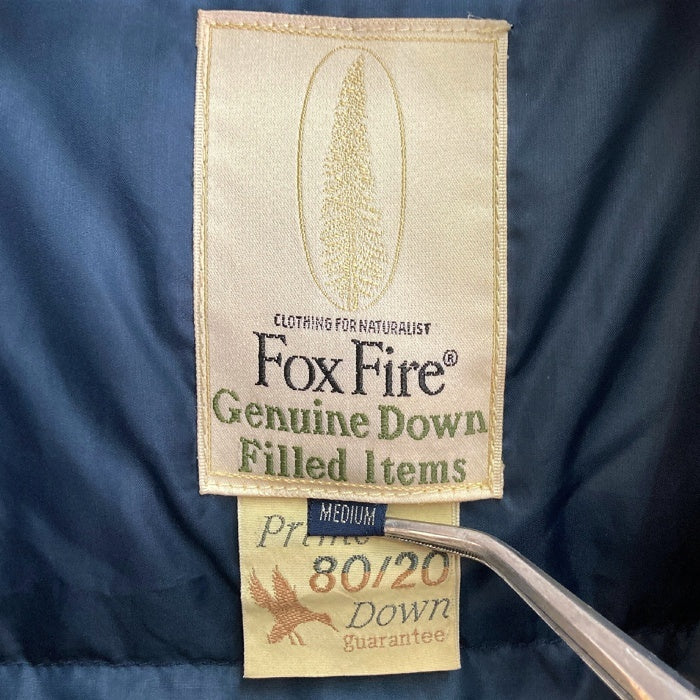 CLOTHING FOR NATURALIST
Fox Fire®
Genuine Down
Filled Items
MEDIUM
80/20
Down
guarantee